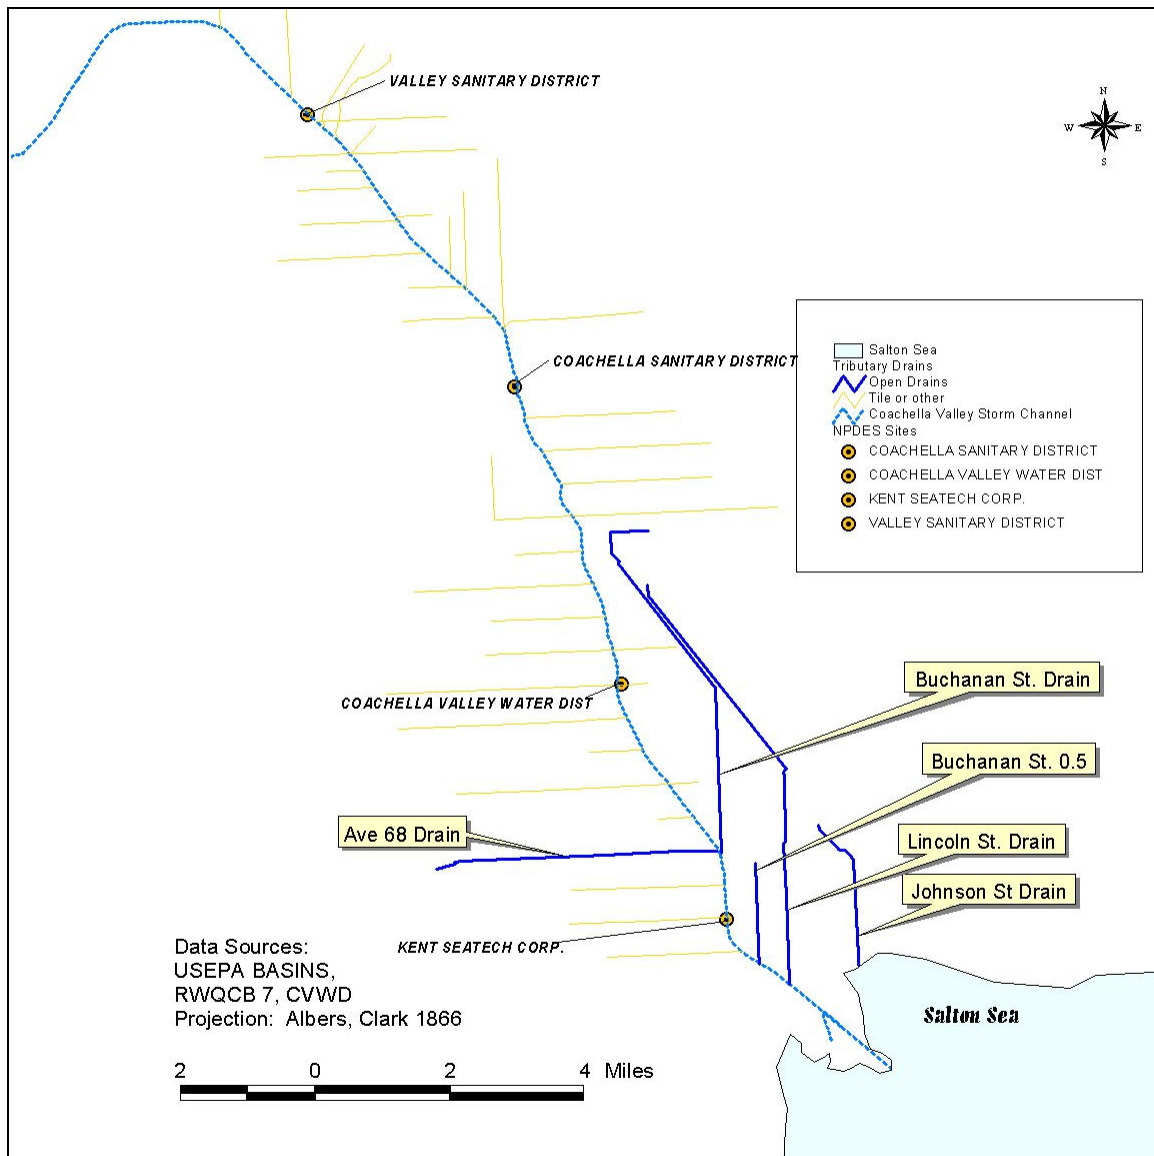 VALLEY SANITARY DISTRICT
N
W
E
S
COACHELLA SANITARY DISTRICT
Salton Sea
Tributary Drains
Open Drains
Tile or other
Coachella Valley Storm Channel
NPDES Sites
COACHELLA SANITARY DISTRICT
COACHELLA VALLEY WATER DIST
KENT SEATECH CORP.
VALLEY SANITARY DISTRICT
COACHELLA VALLEY WATER DIST
Buchanan St. Drain
Buchanan St. 0.5
Ave 68 Drain
Lincoln St. Drain
Johnson St Drain
KENT SEATECH CORP.
Data Sources:
USEPA BASINS,
RWQCB 7, CVWD
Projection: Albers, Clark 1866
Salton Sea
2 0 2 4 Miles